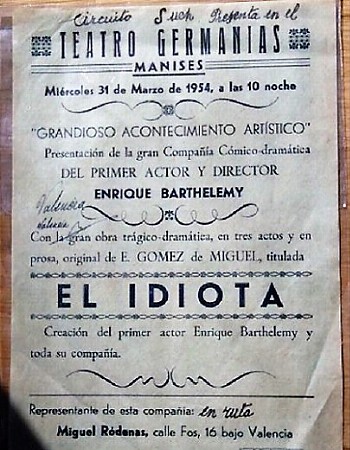 Circuito Such Presenta en el
TEATRO GERMANIAS
MANISES
Miércoles 31 de Marzo de 1954, a las 10 noche
"GRANDIOSO ACONTECIMIENTO ARTÍSTICO"
Presentación de la gran Compañía Cómico-dramática
DEL PRIMER ACTOR Y DIRECTOR
ENRIQUE BARTHELEMY
Valencia
Valencia
Con la gran obra trágico-dramática, en tres actos y en
prosa, original de E. GOMEZ de MIGUEL, titulada
EL IDIOTA
Creación del primer actor Enrique Barthelemy y
toda su compañía.
Representante de esta compañía: en ruta
Miguel Ródenas, calle Fos, 16 bajo Valencia